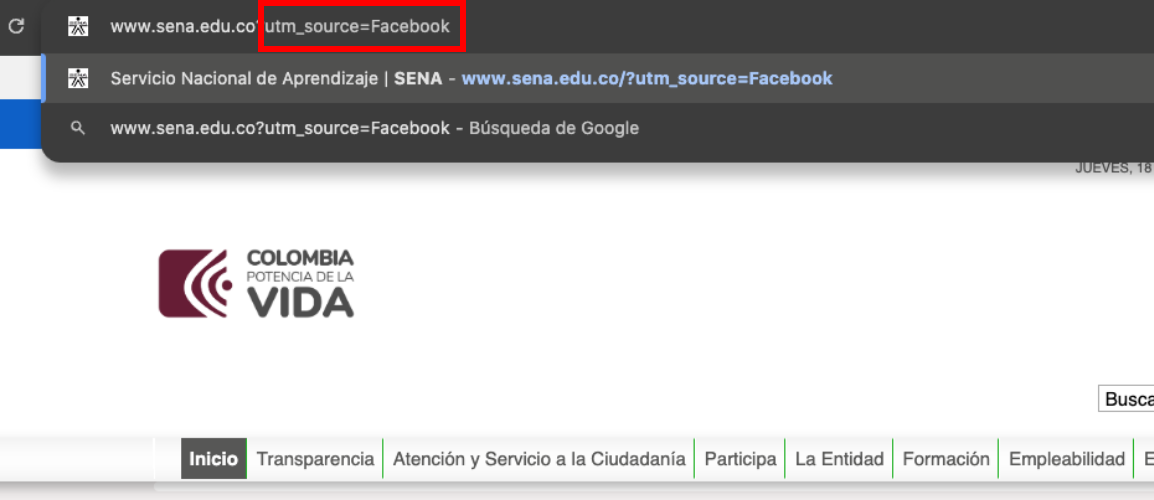 www.sena.edu.co?utm_source=Facebook
Servicio Nacional de Aprendizaje | SENA - www.sena.edu.co/?utm_source=Facebook
www.sena.edu.co?utm_source=Facebook - Búsqueda de Google
JUEVES, 18
COLOMBIA
POTENCIA DE LA
VIDA
Busca
Inicio Transparencia Atención y Servicio a la Ciudadanía Participa La Entidad Formación Empleabilidad E